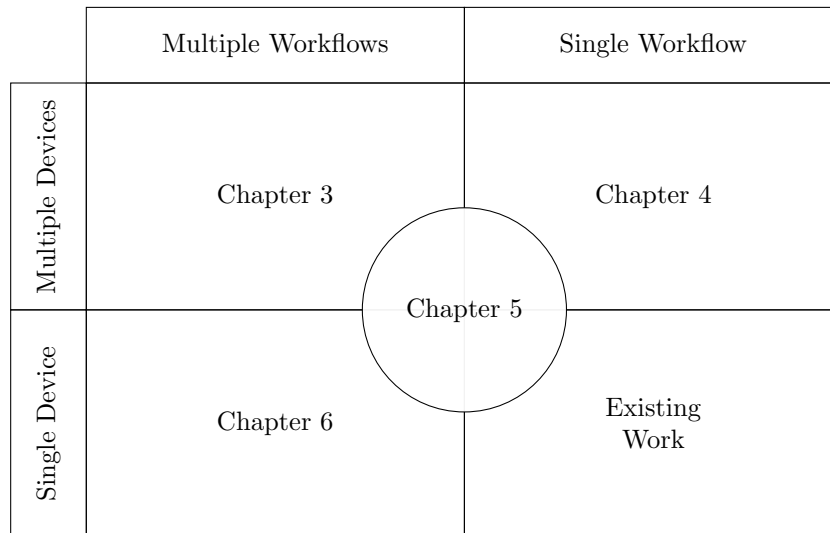 Multiple Workflows
Single Workflow
Multiple Devices
Chapter 3
Chapter 4
Chapter 5
Single Device
Chapter 6
Existing
Work